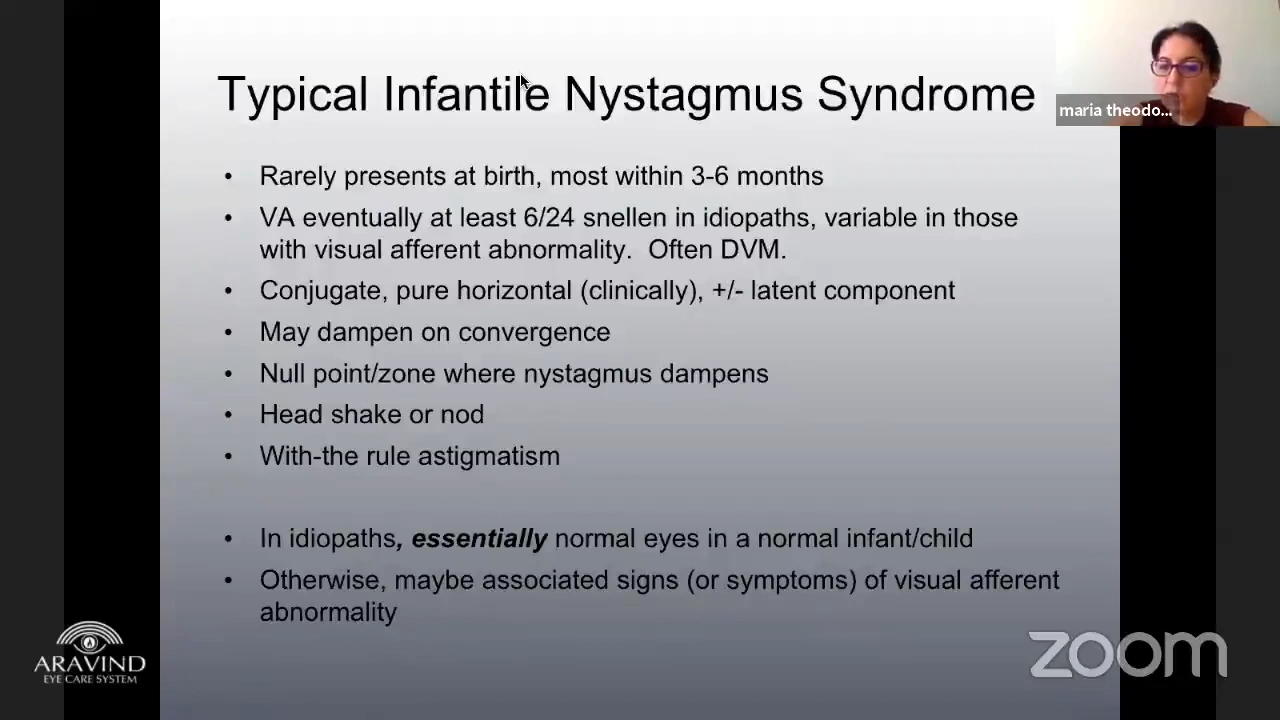 Typical Infantile Nystagmus Syndrome
maria theodo...
• Rarely presents at birth, most within 3-6 months
• VA eventually at least 6/24 snellen in idiopaths, variable in those
with visual afferent abnormality. Often DVM.
• Conjugate, pure horizontal (clinically), +/- latent component
• May dampen on convergence
• Null point/zone where nystagmus dampens
• Head shake or nod
• With-the rule astigmatism
• In idiopaths, essentially normal eyes in a normal infant/child
• Otherwise, maybe associated signs (or symptoms) of visual afferent
abnormality
ARAVIND
EYE CARE SYSTEM
zoom